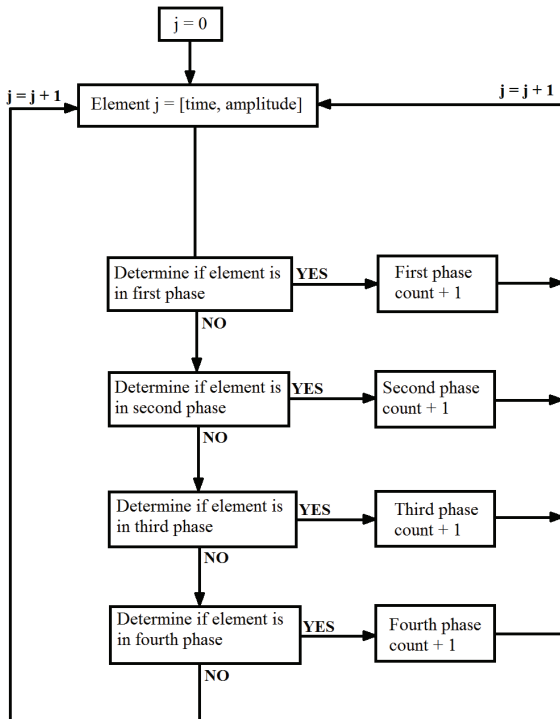 j = 0
j = j + 1
j = j + 1
Element j = [time, amplitude]
Determine if element is
in first phase
YES
First phase
count + 1
NO
Determine if element is
in second phase
YES
Second phase
count + 1
NO
Determine if element is
in third phase
YES
Third phase
count + 1
NO
Determine if element is
in fourth phase
YES
Fourth phase
count + 1
NO